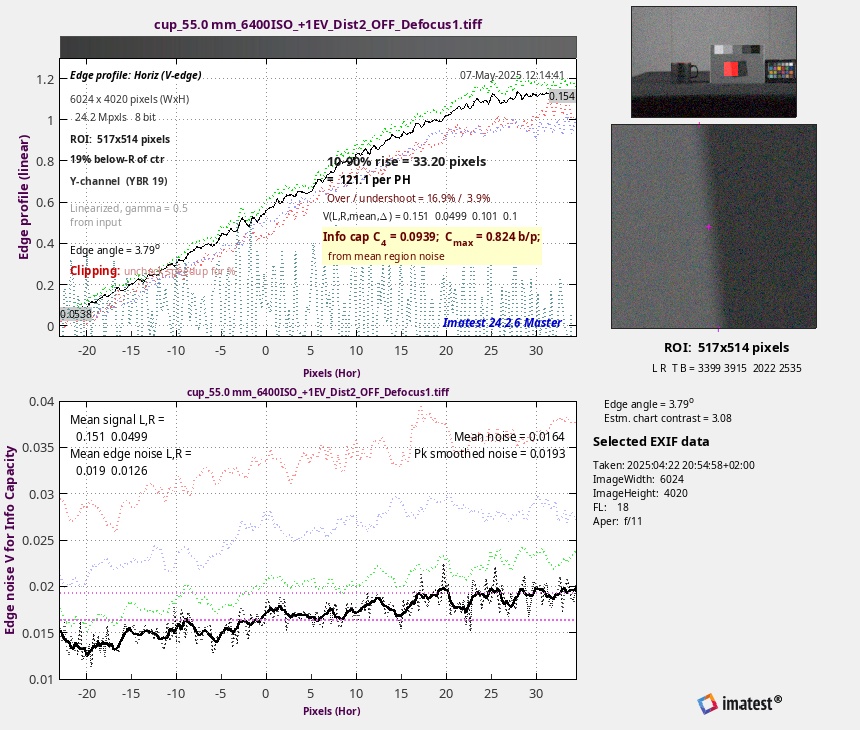 cup_55.0 mm_6400ISO_+1EV_Dist2_OFF_Defocus1.tiff
Edge profile: Horiz (V-edge)
07-May-2025 12:14:41
6024 x 4020 pixels (WxH)
24.2 Mpxls 8 bit
ROI: 517x514 pixels
19% below-R of ctr
Y-channel (YBR 19)
Linearized, gamma = 0.5
from input
Edge angle = 3.79o
Clipping:
0.154
10-90% rise = 33.20 pixels
= 121.1 per PH
Over / undershoot = 16.9% / 3.9%
V(L,R,mean,△) = 0.151 0.0499 0.101 0.1
Info cap C4 = 0.0939; Cmax = 0.824 b/p;
from mean region noise
0.0538
Imatest 24.2.6 Master
Edge profile (linear)
1.2
1
0.8
0.6
0.4
0.2
0
-20 -15 -10 -5 0 5 10 15 20 25 30
Pixels (Hor)
cup_55.0 mm_6400ISO_+1EV_Dist2_OFF_Defocus1.tiff
Mean signal L,R =
0.151 0.0499
Mean edge noise L,R =
0.019 0.0126
Mean noise = 0.0164
Pk smoothed noise = 0.0193
Edge noise V for Info Capacity
0.04
0.035
0.03
0.025
0.02
0.015
0.01
-20 -15 -10 -5 0 5 10 15 20 25 30
Pixels (Hor)
ROI: 517x514 pixels
L R T B = 3399 3915 2022 2535
Edge angle = 3.79o
Estm. chart contrast = 3.08
Selected EXIF data
Taken: 2025:04:22 20:54:58+02:00
ImageWidth: 6024
ImageHeight: 4020
FL: 18
Aper: f/11
imatest®